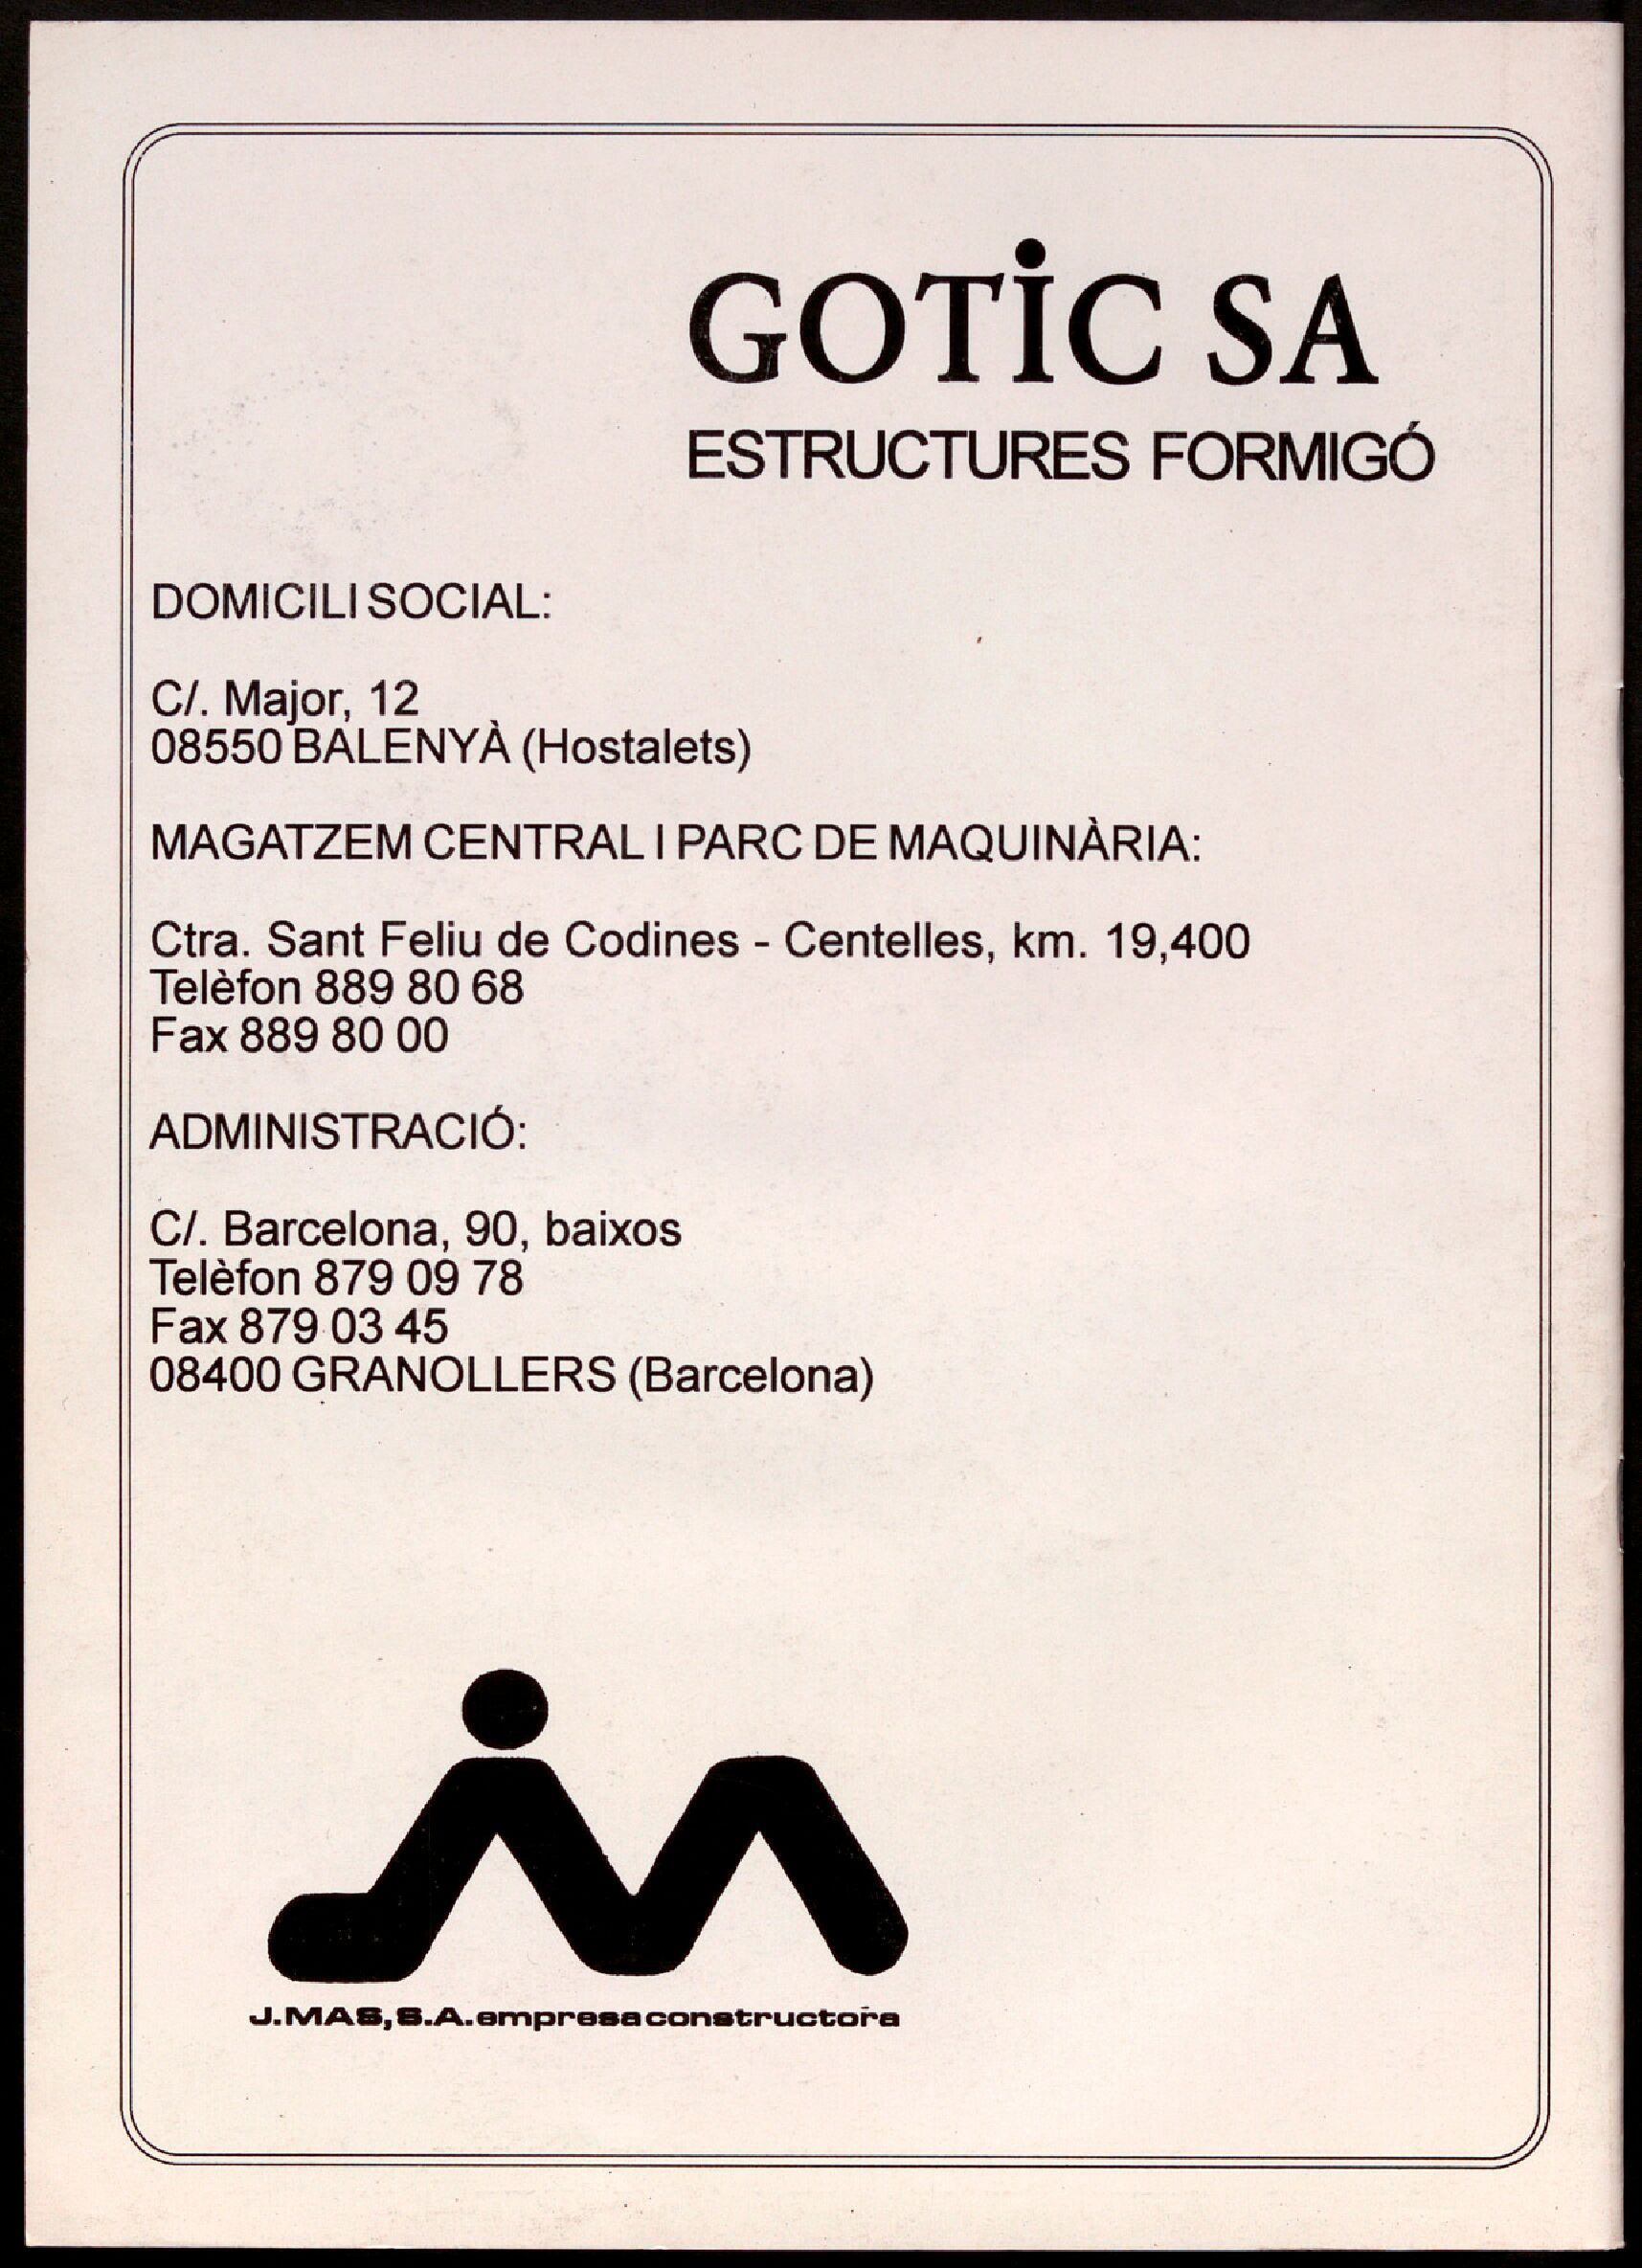 GOTİC SA
ESTRUCTURES FORMIGÓ
DOMICILI SOCIAL:
C/. Major, 12
08550 BALENYÀ (Hostalets)
MAGATZEM CENTRAL I PARC DE MAQUINÀRIA:
Ctra. Sant Feliu de Codines - Centelles, km. 19,400
Telèfon 889 80 68
Fax 889 80 00
ADMINISTRACIÓ:
C/. Barcelona, 90, baixos
Telèfon 879 09 78
Fax 879 03 45
08400 GRANOLLERS (Barcelona)
J.MAS, S.A. empresa constructora